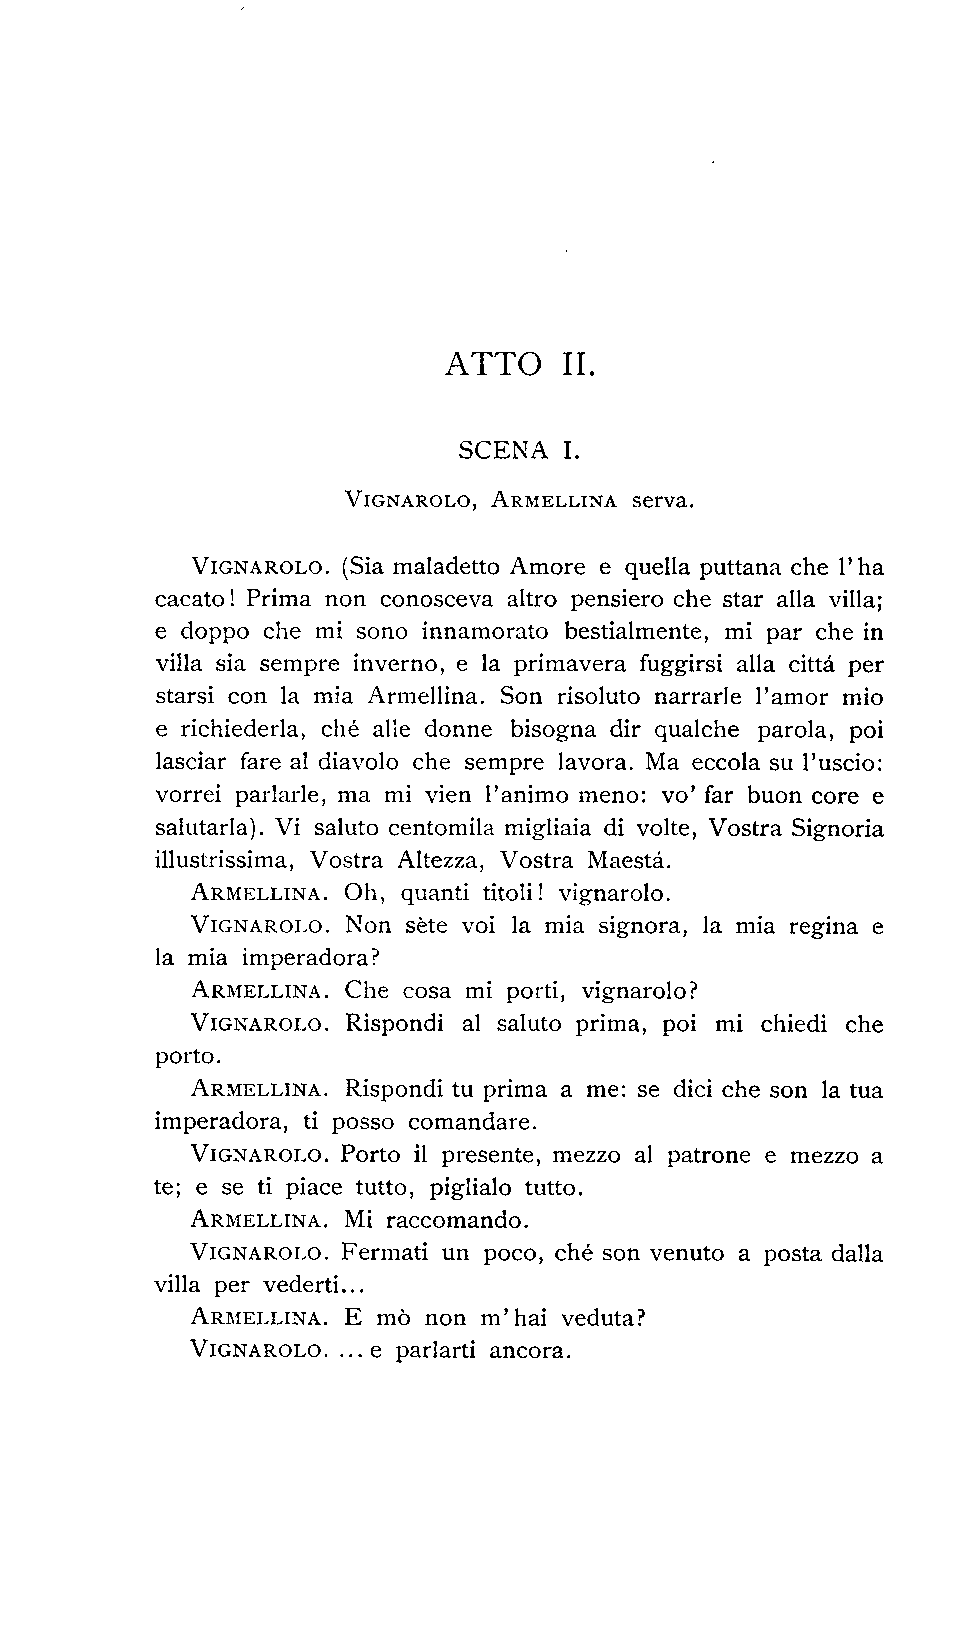 ATTO II.
SCENA I.
VIGNAROLO, ARMELLINA serva.
VIGNAROLO. (Sia maladetto Amore e quella puttana che l'ha
cacato! Prima non conosceva altro pensiero che star alla villa;
e doppo che mi sono innamorato bestialmente, mi par che in
villa sia sempre inverno, e la primavera fuggirsi alla cittá per
starsi con la mia Armellina. Son risoluto narrarle l'amor mio
e richiederla, ché alle donne bisogna dir qualche parola, poi
lasciar fare al diavolo che sempre lavora. Ma eccola su l'uscio:
vorrei parlarle, ma mi vien l'animo meno: vo' far buon core e
salutarla). Vi saluto centomila migliaia di volte, Vostra Signoria
illustrissima, Vostra Altezza, Vostra Maestá.
ARMELLINA. Oh, quanti titoli! vignarolo.
VIGNAROLO. Non sète voi la mia signora, la mia regina e
la mia imperadora?
ARMELLINA. Che cosa mi porti, vignarolo?
VIGNAROLO. Rispondi al saluto prima, poi mi chiedi che
porto.
ARMELLINA. Rispondi tu prima a me: se dici che son la tua
imperadora, ti posso comandare.
VIGNAROLO. Porto il presente, mezzo al patrone e mezzo a
te; e se ti piace tutto, piglialo tutto.
ARMELLINA. Mi raccomando.
VIGNAROLO. Fermati un poco, ché son venuto a posta dalla
villa per vederti...
ARMELLINA. E mò non m'hai veduta?
VIGNAROLO. ... e parlarti ancora.